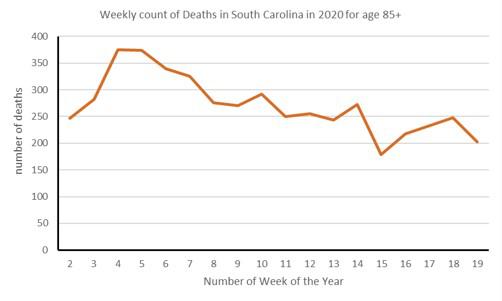 Weekly count of Deaths in South Carolina in 2020 for age 85+
400
350
300
250
200
150
100
50
0
number of deaths
2 3 4 5 6 7 8 9 10 11 12 13 14 15 16 17 18 19
Number of Week of the Year